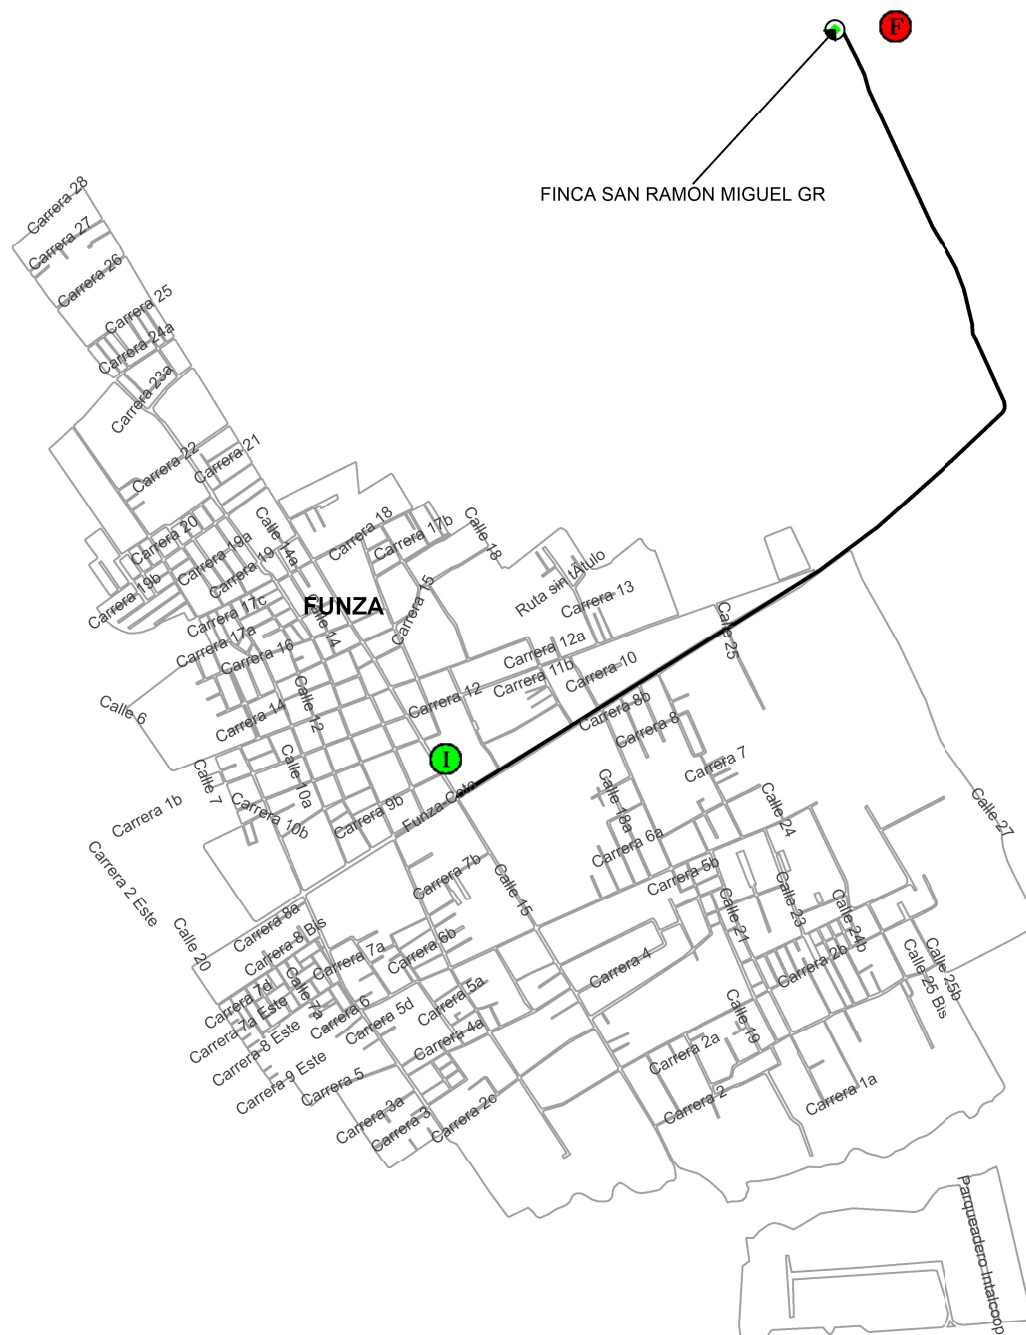 F
FINCA SAN RAMÓN MIGUEL GR
Carrera 28
Carrera 27
Carrera 26
Carrera 25
Carrera 24a
Carrera 23a
Carrera 22
Carrera 21
Carrera 20
Calle 14a
Carrera 18
Carrera 17b
Calle 18
Carrera 19a
Carrera 19
Carrera 19b
Ruta sin tÁtulo
Carrera 13
FUNZA
Calle 14
Carrera 15
Carrera 17c
Carrera 17a
Carrera 16
Carrera 12a
Calle 25
Carrera 11b
Carrera 10
Calle 6
Carrera 14
Calle 12
Carrera 12
Carrera 8b
Carrera 8
I
Calle 7
Calle 10a
Carrera 7
Carrera 1b
Carrera 10b
Carrera 9b
Funza-Cota
Calle 18a
Calle 24
Calle 27
Carrera 6a
Carrera 2 Este
Carrera 7b
Calle 15
Carrera 5b
Calle 20
Carrera 8a
Carrera 8 Bis
Calle 21
Calle 23
Calle 24b
Carrera 7a
Carrera 6b
Carrera 4
Carrera 2b
Calle 25 Bis
Calle 25b
Carrera 7d
Calle 7a
Carrera 7a Este
Carrera 6
Carrera 5d
Carrera 5a
Calle 19
Carrera 8 Este
Carrera 4a
Carrera 2a
Carrera 9 Este
Carrera 5
Carrera 3a
Carrera 3
Carrera 2c
Carrera 2
Carrera 1a
Parqueadero Intalcoop